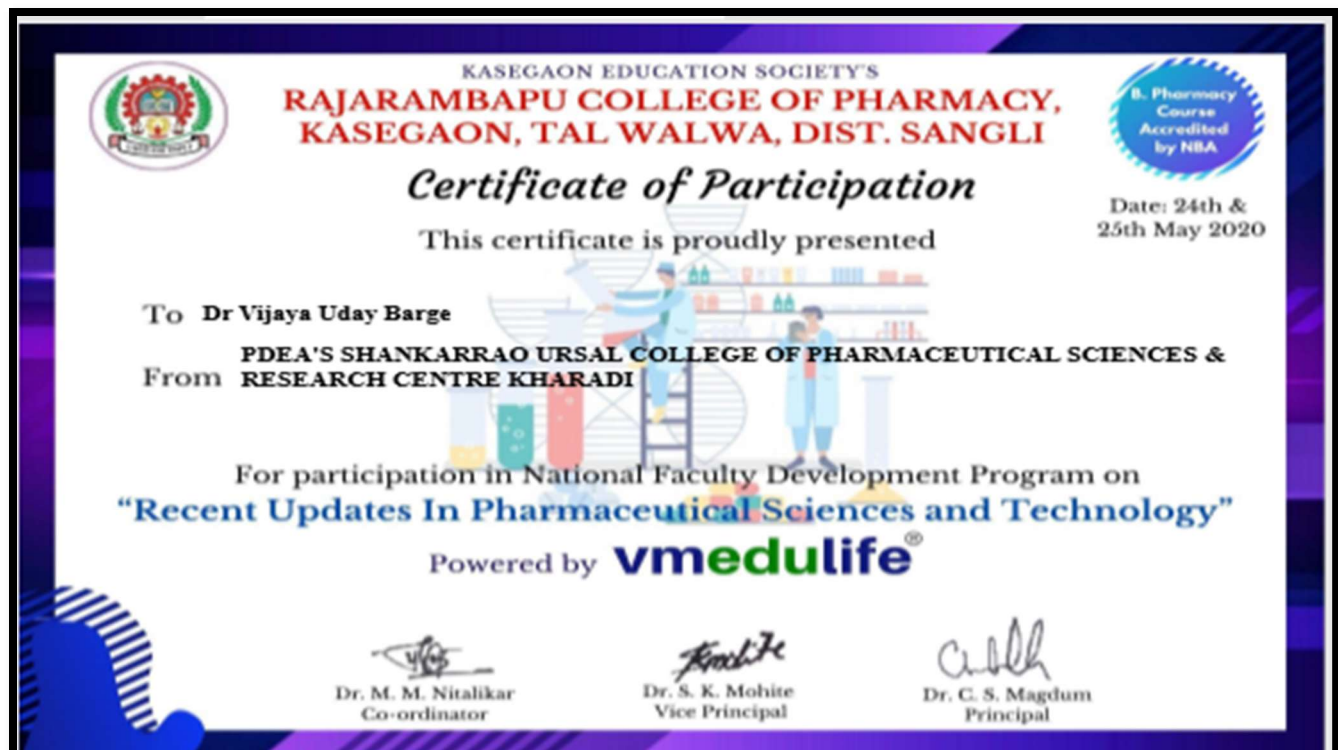 KASEGAON EDUCATION SOCIETY'S
RAJARAMBAPU COLLEGE OF PHARMACY,
KASEGAON, TAL WALWA, DIST. SANGLI
B. Pharmacy
Course
Accredited
by NBA
Certificate of Participation
Date: 24th &
25th May 2020
This certificate is proudly presented
To Dr Vijaya Uday Barge
From PDEA'S SHANKARRAO URSAL COLLEGE OF PHARMACEUTICAL SCIENCES &
RESEARCH CENTRE KHARADI
For participation in National Faculty Development Program on
“Recent Updates In Pharmaceutical Sciences and Technology”
Powered by vmedulife®
Dr. M. M. Nitalikar
Co-ordinator
Dr. S. K. Mohite
Vice Principal
Dr. C. S. Magdum
Principal